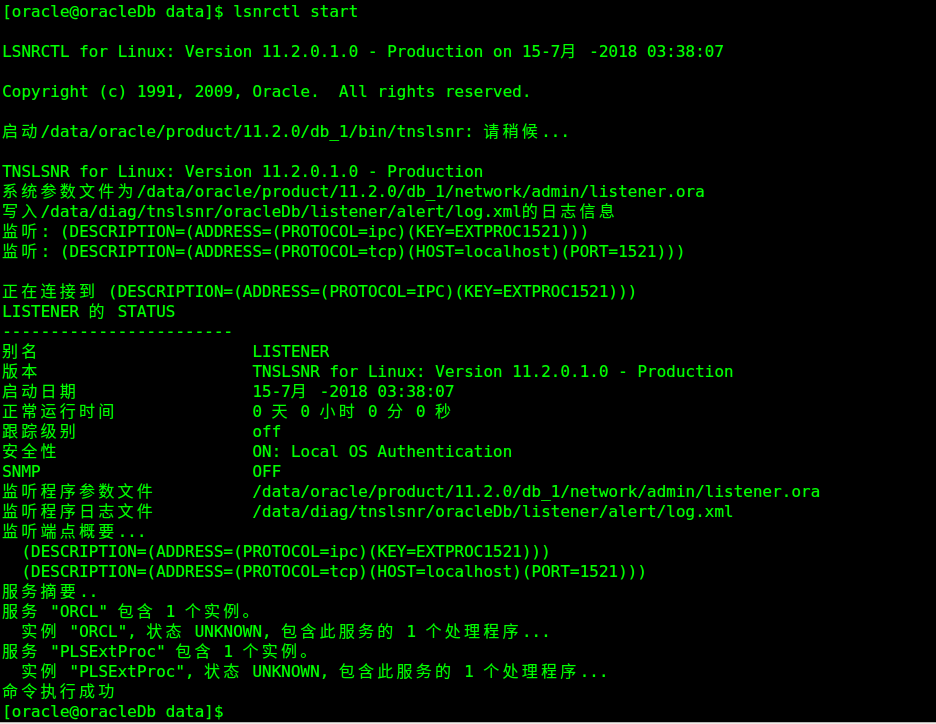 [oracle@oracleDb data]$ lsnrctl start
LSNRCTL for Linux: Version 11.2.0.1.0 - Production on 15-7月 -2018 03:38:07
Copyright (c) 1991, 2009, Oracle.  All rights reserved.
启动/data/oracle/product/11.2.0/db_1/bin/tnslsnr: 请稍候...
TNSLSNR for Linux: Version 11.2.0.1.0 - Production
系统参数文件为/data/oracle/product/11.2.0/db_1/network/admin/listener.ora
写入/data/diag/tnslsnr/oracleDb/listener/alert/log.xml的日志信息
监听: (DESCRIPTION=(ADDRESS=(PROTOCOL=ipc)(KEY=EXTPROC1521)))
监听: (DESCRIPTION=(ADDRESS=(PROTOCOL=tcp)(HOST=localhost)(PORT=1521)))
正在连接到 (DESCRIPTION=(ADDRESS=(PROTOCOL=IPC)(KEY=EXTPROC1521)))
LISTENER 的 STATUS
------------------------
别名                      LISTENER
版本                      TNSLSNR for Linux: Version 11.2.0.1.0 - Production
启动日期                  15-7月 -2018 03:38:07
正常运行时间              0 天 0 小时 0 分 0 秒
跟踪级别                  off
安全性                    ON: Local OS Authentication
SNMP                      OFF
监听程序参数文件          /data/oracle/product/11.2.0/db_1/network/admin/listener.ora
监听程序日志文件          /data/diag/tnslsnr/oracleDb/listener/alert/log.xml
监听端点概要...
  (DESCRIPTION=(ADDRESS=(PROTOCOL=ipc)(KEY=EXTPROC1521)))
  (DESCRIPTION=(ADDRESS=(PROTOCOL=tcp)(HOST=localhost)(PORT=1521)))
服务摘要..
服务 "ORCL" 包含 1 个实例。
  实例 "ORCL", 状态 UNKNOWN, 包含此服务的 1 个处理程序...
服务 "PLSExtProc" 包含 1 个实例。
  实例 "PLSExtProc", 状态 UNKNOWN, 包含此服务的 1 个处理程序...
命令执行成功
[oracle@oracleDb data]$